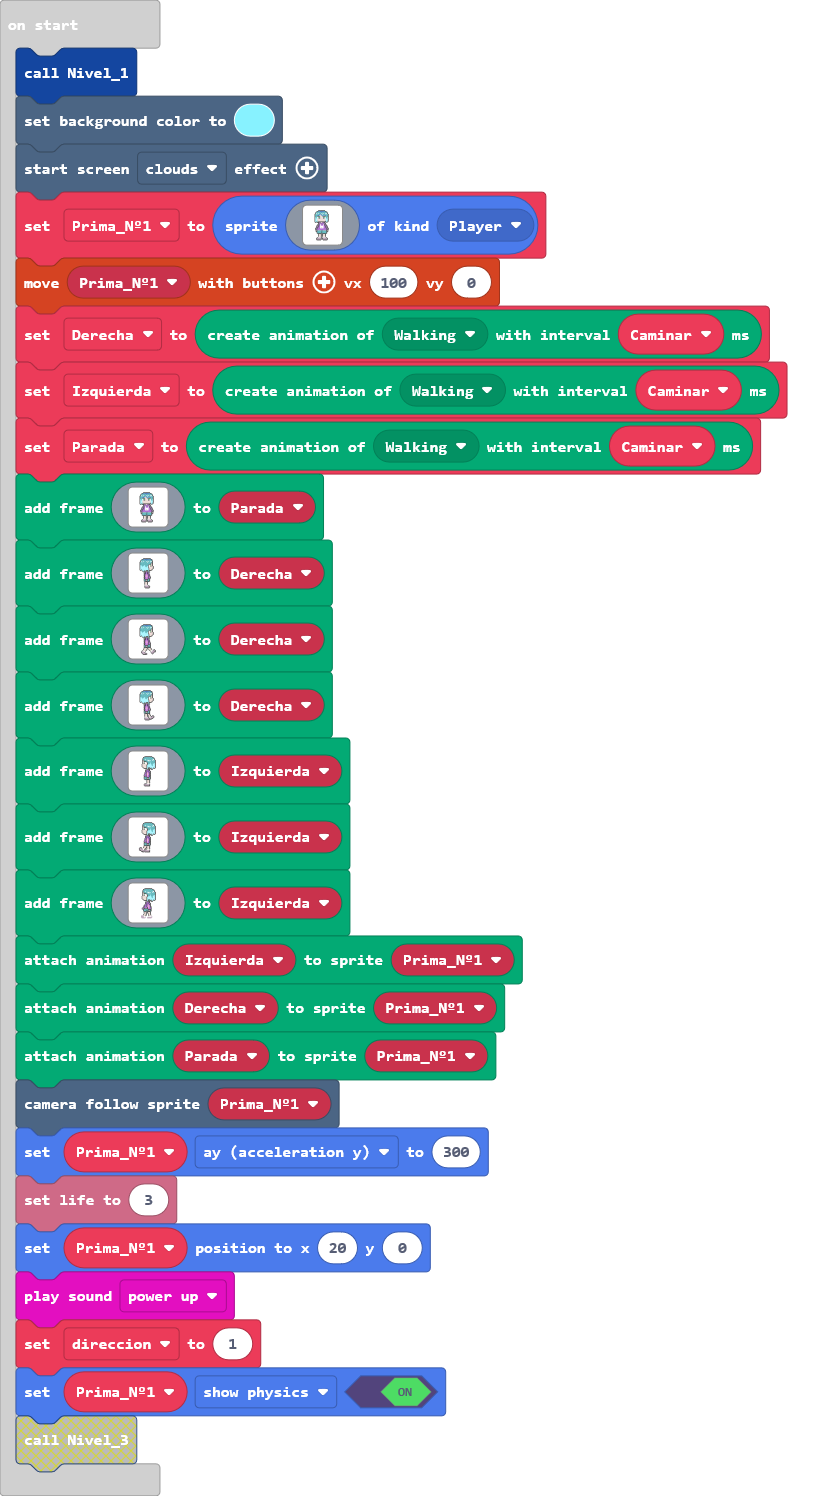 on start
call Nivel_1
set background color to
start screen clouds effect
set Prima_Nº1 to sprite of kind Player
move Prima_Nº1 with buttons vx 100 vy 0
set Derecha to create animation of Walking with interval Caminar ms
set Izquierda to create animation of Walking with interval Caminar ms
set Parada to create animation of Walking with interval Caminar ms
add frame to Parada
add frame to Derecha
add frame to Derecha
add frame to Derecha
add frame to Izquierda
add frame to Izquierda
add frame to Izquierda
attach animation Izquierda to sprite Prima_Nº1
attach animation Derecha to sprite Prima_Nº1
attach animation Parada to sprite Prima_Nº1
camera follow sprite Prima_Nº1
set Prima_Nº1 ay (acceleration y) to 300
set life to 3
set Prima_Nº1 position to x 20 y 0
play sound power up
set direccion to 1
set Prima_Nº1 show physics ON
call Nivel_3